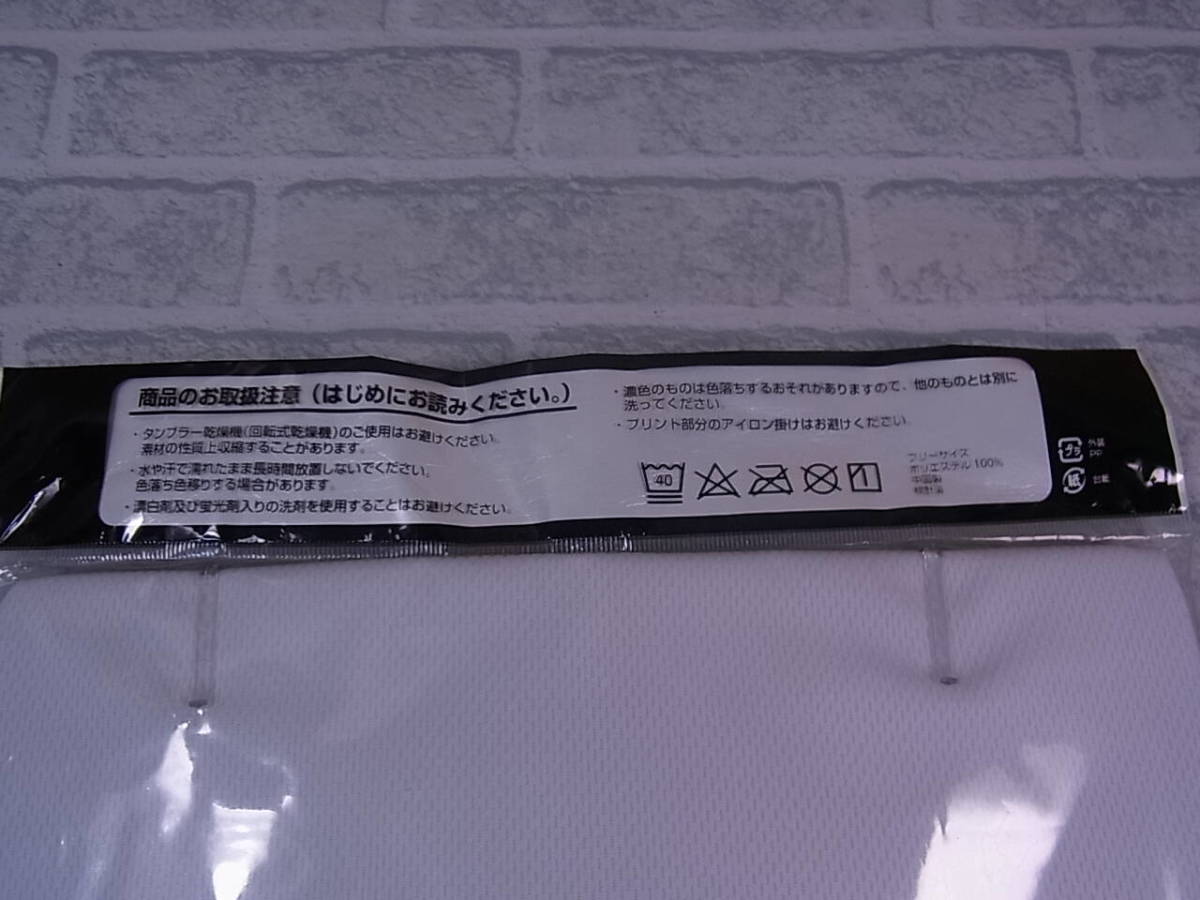 商品のお取扱注意（はじめにお読みください。）
・タンブラー乾燥機（回転式乾燥機）のご使用はお避けください。
素材の性質上収縮することがあります。
・水や汗で濡れたまま長時間放置しないでください。
色落ち色移りする場合があります。
・漂白剤及び蛍光剤入りの洗剤を使用することはお避けください。
・濃色のものは色落ちするおそれがありますので、他のものとは別に
洗ってください。
・プリント部分のアイロン掛けはお避けください。
40
フリーサイズ
ポリエステル 100%
中国製
検針済
プラ
外装
PP
紙
台紙